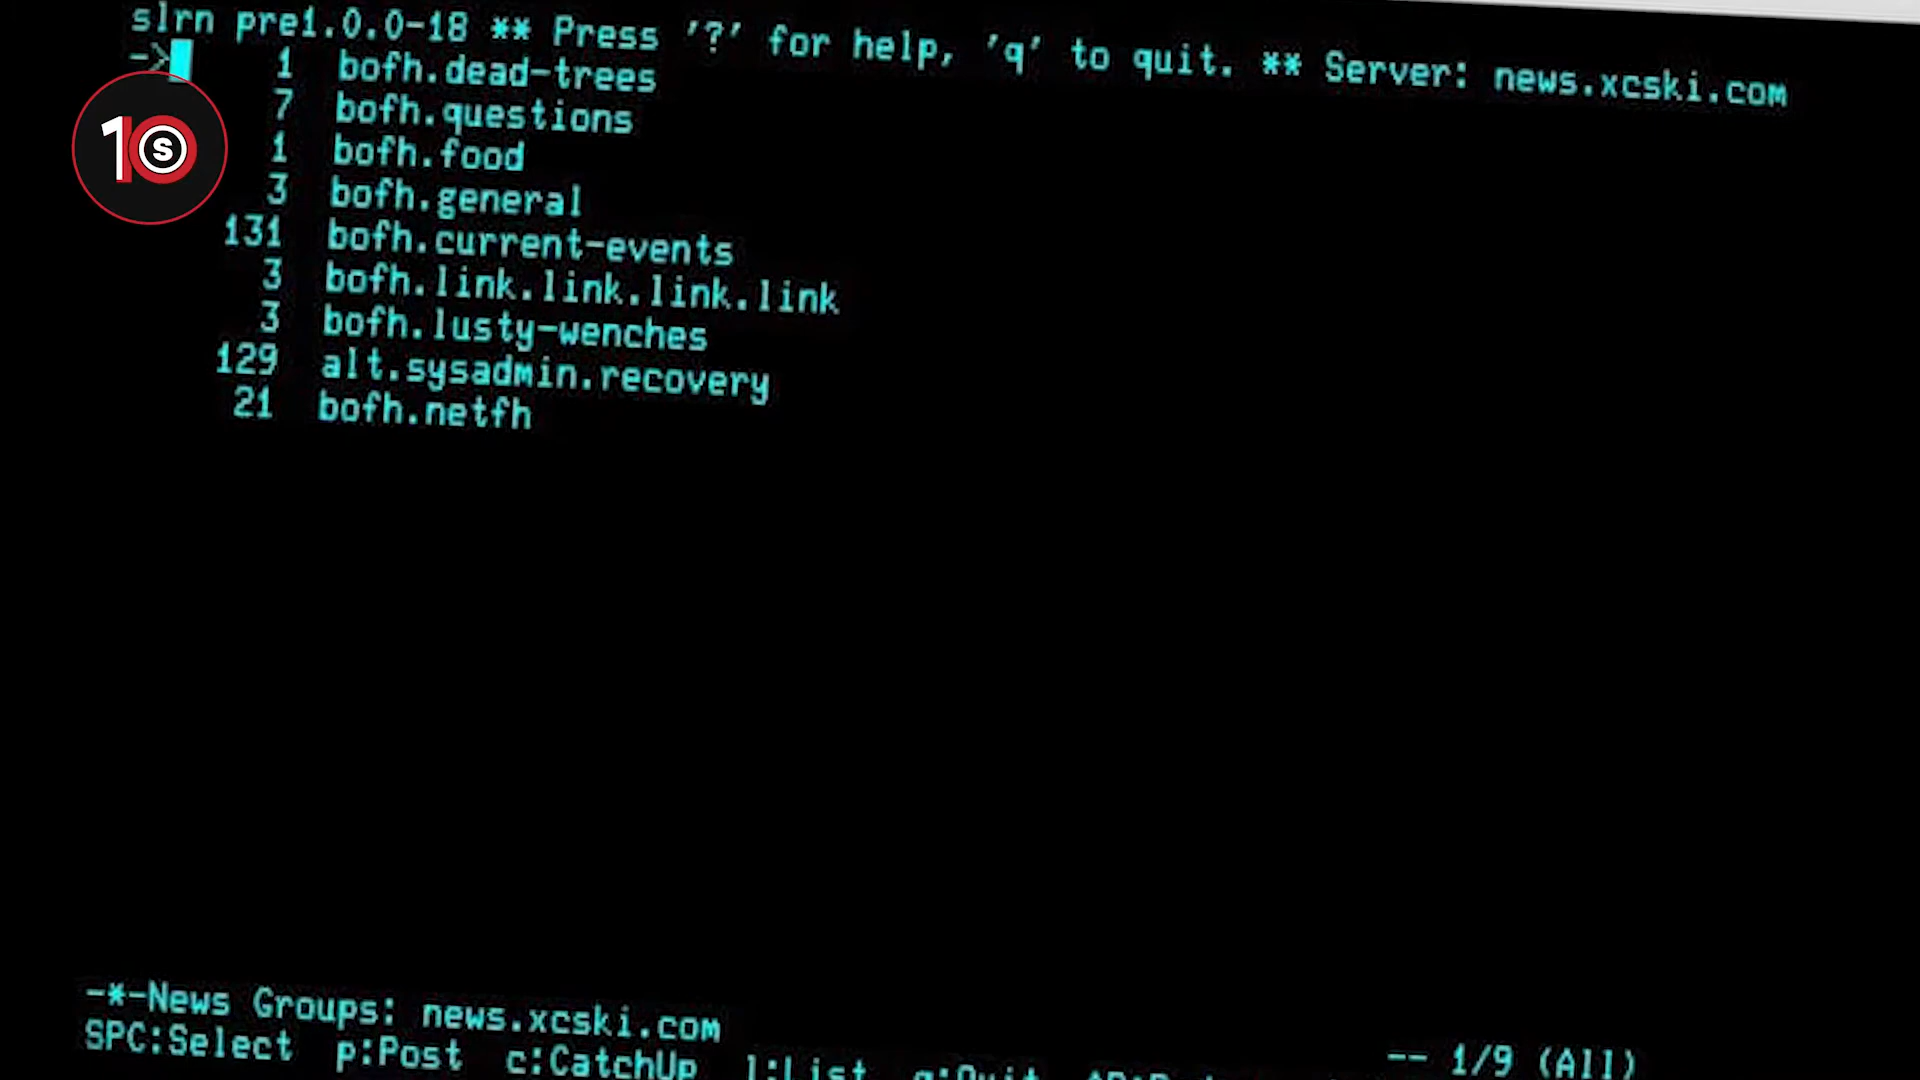 slrn pre1.0.0-18 ** Press '?' for help, 'q' to quit. ** Server: news.xcski.com
-> 1 bofh.dead-trees
7 bofh.questions
1 bofh.food
3 bofh.general
131 bofh.current-events
3 bofh.link.link.link.link
3 bofh.lusty-wenches
129 alt.sysadmin.recovery
21 bofh.netfh
10 s
-*-News Groups: news.xcski.com -- 1/9 (All)
SPC:Select p:Post c:CatchUp l:List q:Quit